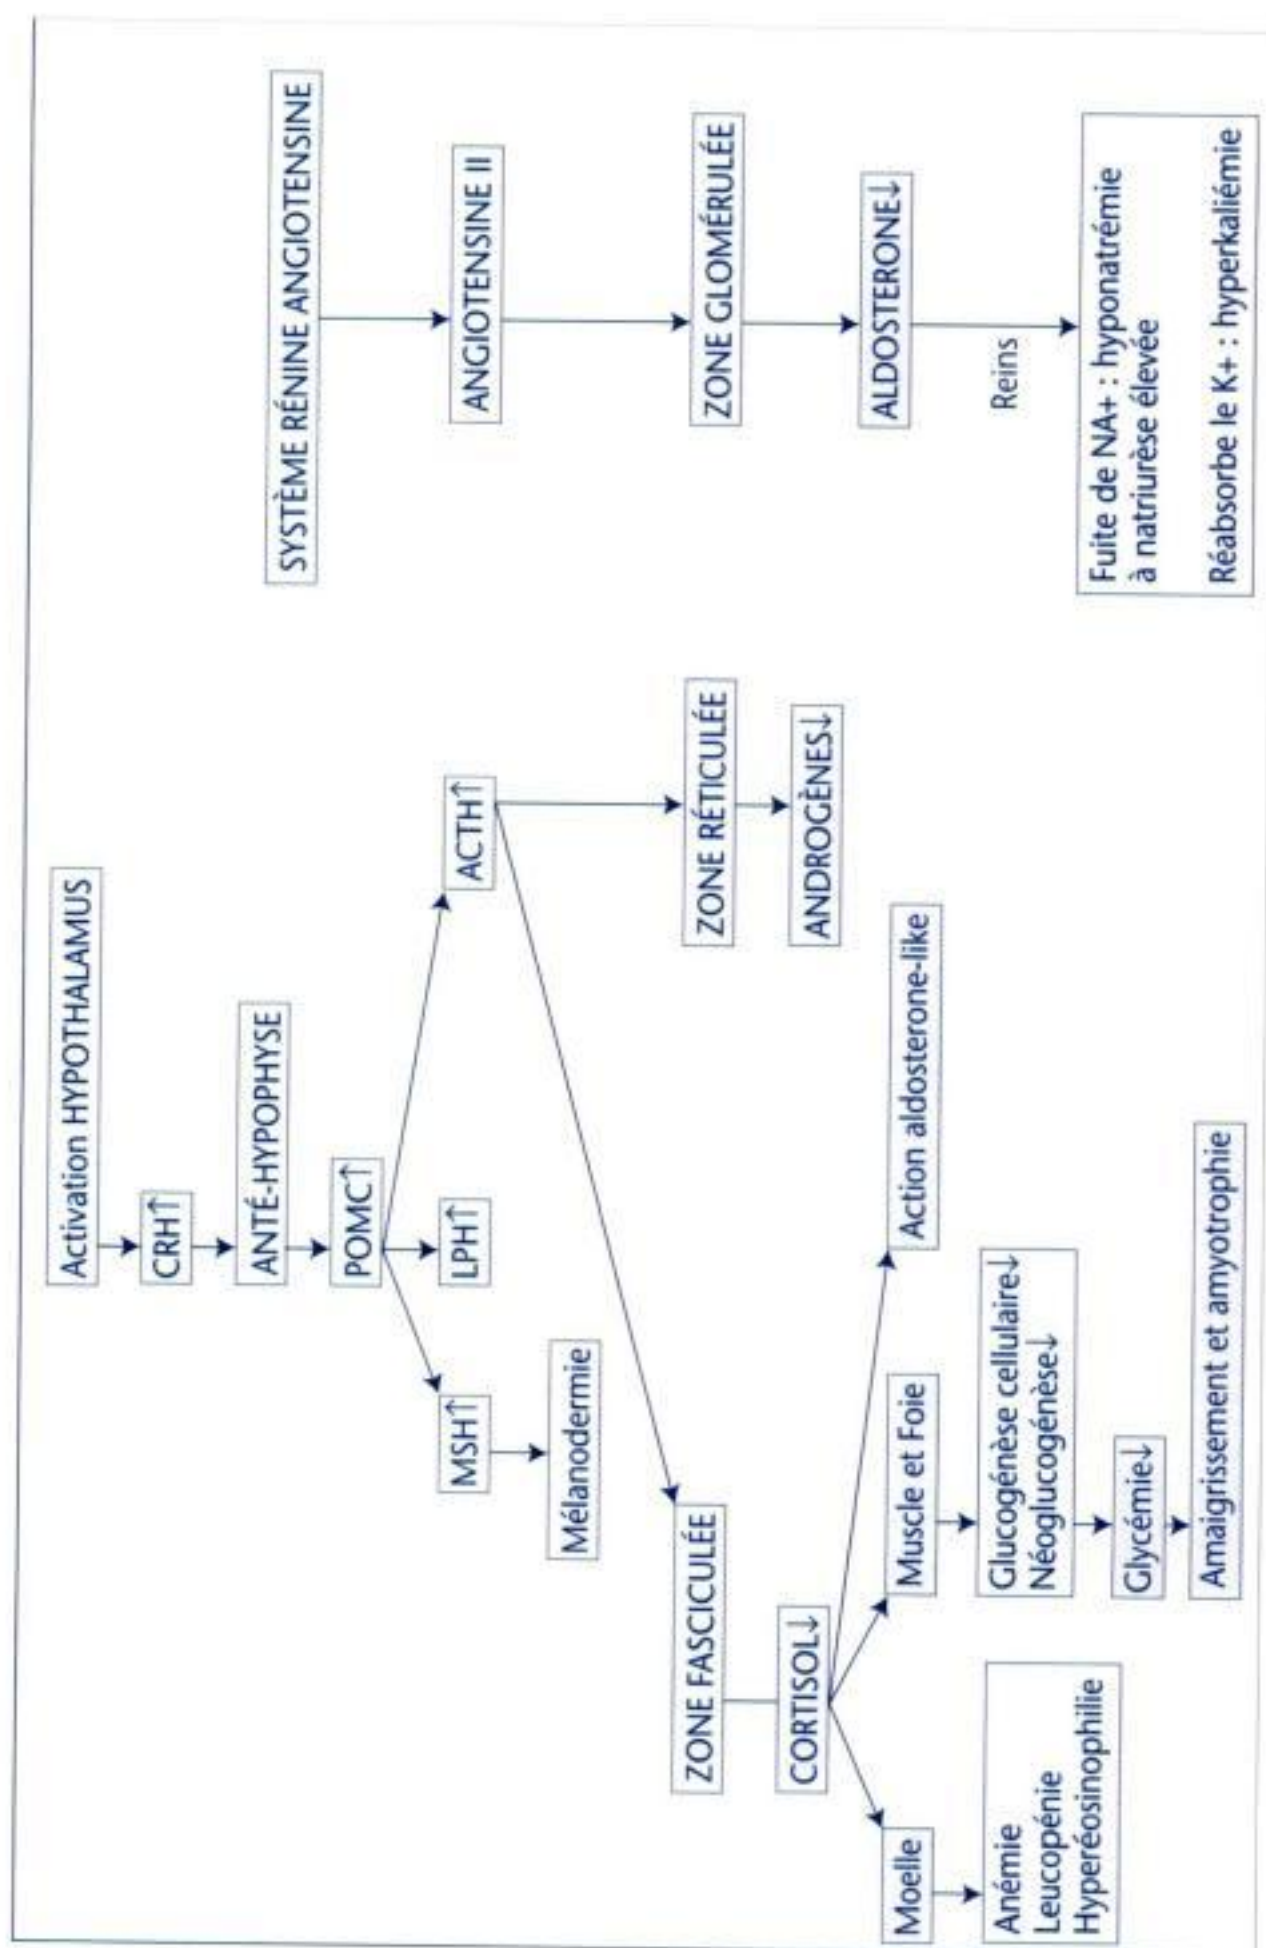 Activation HYPOTHALAMUS
CRH↑
ANTÉ-HYPOPHYSE
POMC↑
MSH↑
LPH↑
ACTH↑
Mélanodermie
ZONE FASCICULÉE
ZONE RÉTICULÉE
CORTISOL↓
ANDROGÈNES↓
Moelle
Muscle et Foie
Action aldosterone-like
Anémie
Leucopénie
Hyperéosinophilie
Glucogénèse cellulaire↓
Néoglucogénèse↓
Glycémie↓
Amaigrissement et amyotrophie
SYSTÈME RÉNINE ANGIOTENSINE
ANGIOTENSINE II
ZONE GLOMÉRULÉE
ALDOSTERONE↓
Reins
Fuite de NA+ : hyponatrémie
à natriurèse élevée
Réabsorbe le K+ : hyperkaliémie